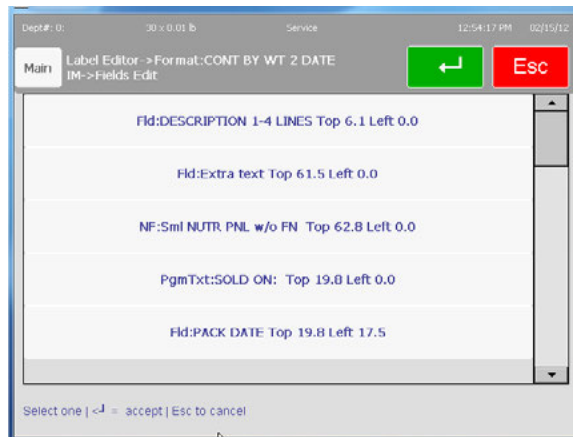 Dept#: 0: 30 x 0.01 lb Service 12:54:17 PM 02/15/12
Main
Label Editor->Format:CONT BY WT 2 DATE
IM->Fields Edit
Esc
Fld:DESCRIPTION 1-4 LINES Top 6.1 Left 0.0
Fld:Extra text Top 61.5 Left 0.0
NF:Sml NUTR PNL w/o FN Top 62.8 Left 0.0
PgmTxt:SOLD ON: Top 19.8 Left 0.0
Fld:PACK DATE Top 19.8 Left 17.5
Select one | <┘ = accept | Esc to cancel